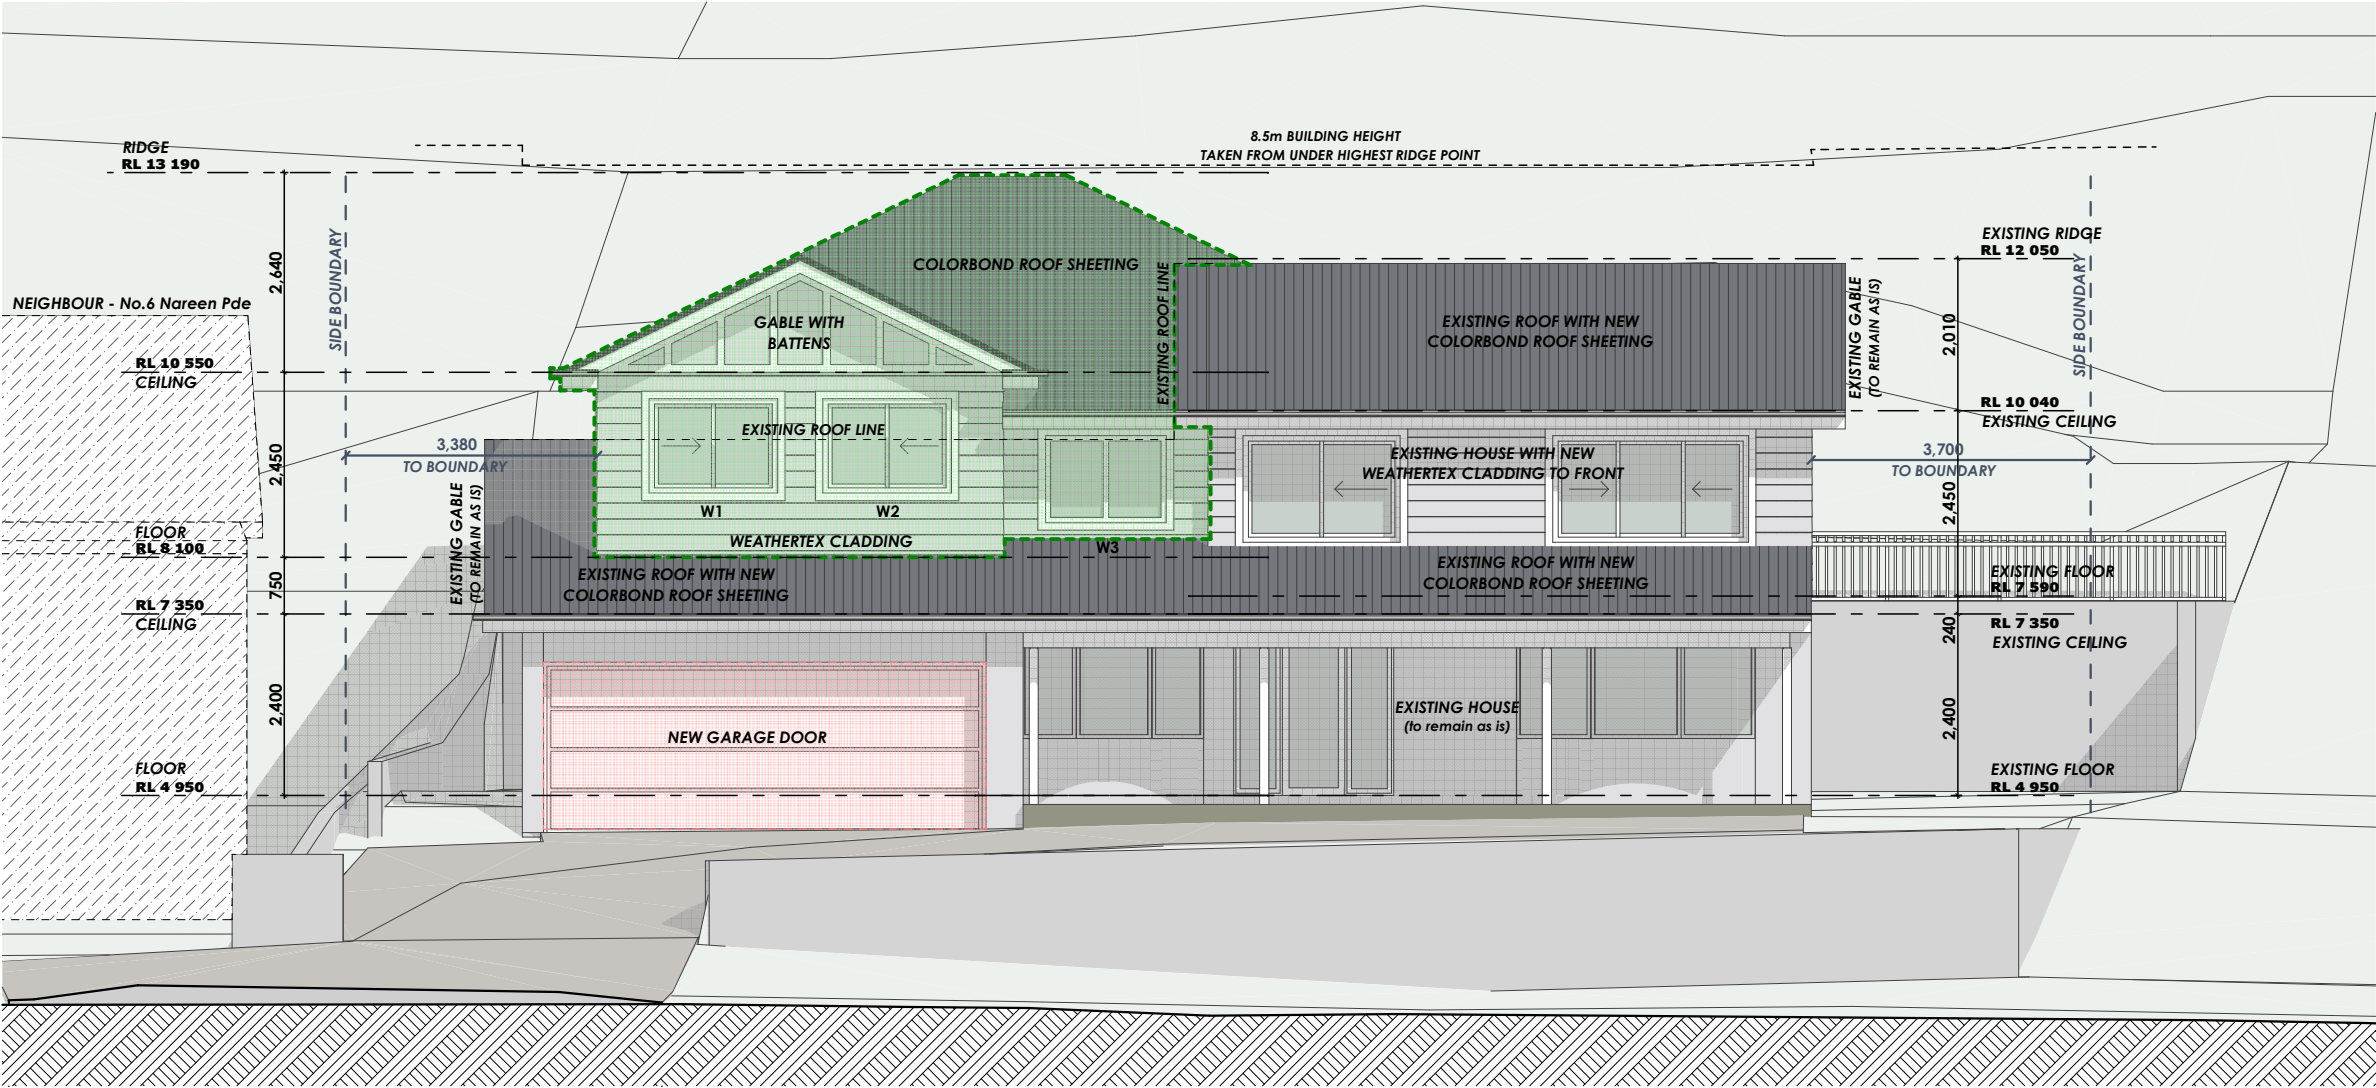 8.5m BUILDING HEIGHT
TAKEN FROM UNDER HIGHEST RIDGE POINT
RIDGE
RL 13 190
2,640
SIDE BOUNDARY
NEIGHBOUR - No.6 Nareen Pde
RL 10 550
CEILING
2,450
3,380
TO BOUNDARY
FLOOR
RL 8 100
750
RL 7 350
CEILING
2,400
FLOOR
RL 4 950
EXISTING GABLE
(TO REMAIN AS IS)
COLORBOND ROOF SHEETING
GABLE WITH
BATTENS
EXISTING ROOF LINE
EXISTING ROOF LINE
W1
W2
WEATHERTEX CLADDING
W3
EXISTING ROOF WITH NEW
COLORBOND ROOF SHEETING
EXISTING ROOF WITH NEW
COLORBOND ROOF SHEETING
EXISTING HOUSE WITH NEW
WEATHERTEX CLADDING TO FRONT
EXISTING ROOF WITH NEW
COLORBOND ROOF SHEETING
NEW GARAGE DOOR
EXISTING HOUSE
(to remain as is)
EXISTING GABLE
(TO REMAIN AS IS)
EXISTING RIDGE
RL 12 050
SIDE BOUNDARY
2,010
RL 10 040
EXISTING CEILING
3,700
TO BOUNDARY
2,450
EXISTING FLOOR
RL 7 590
240
RL 7 350
EXISTING CEILING
2,400
EXISTING FLOOR
RL 4 950